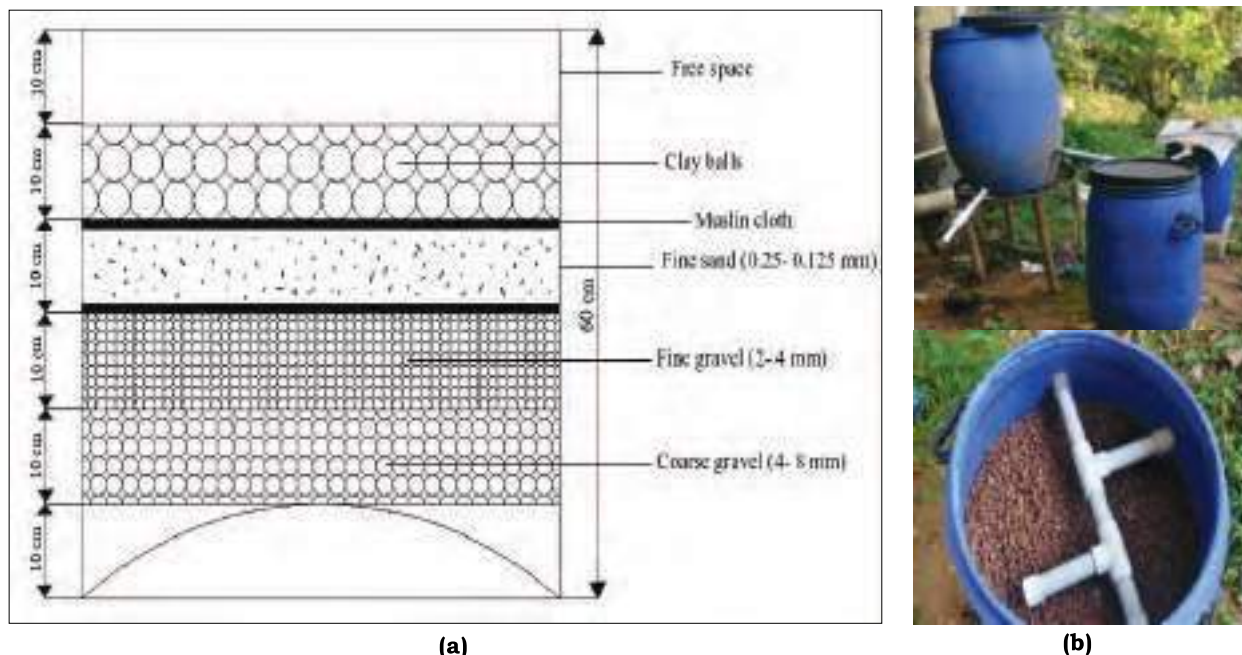 10 cm
Free space
10 cm
Clay balls
Muslin cloth
10 cm
Fine sand (0.25- 0.125 mm)
60 cm
10 cm
Fine gravel (2- 4 mm)
10 cm
Coarse gravel (4- 8 mm)
10 cm
(a)
(b)